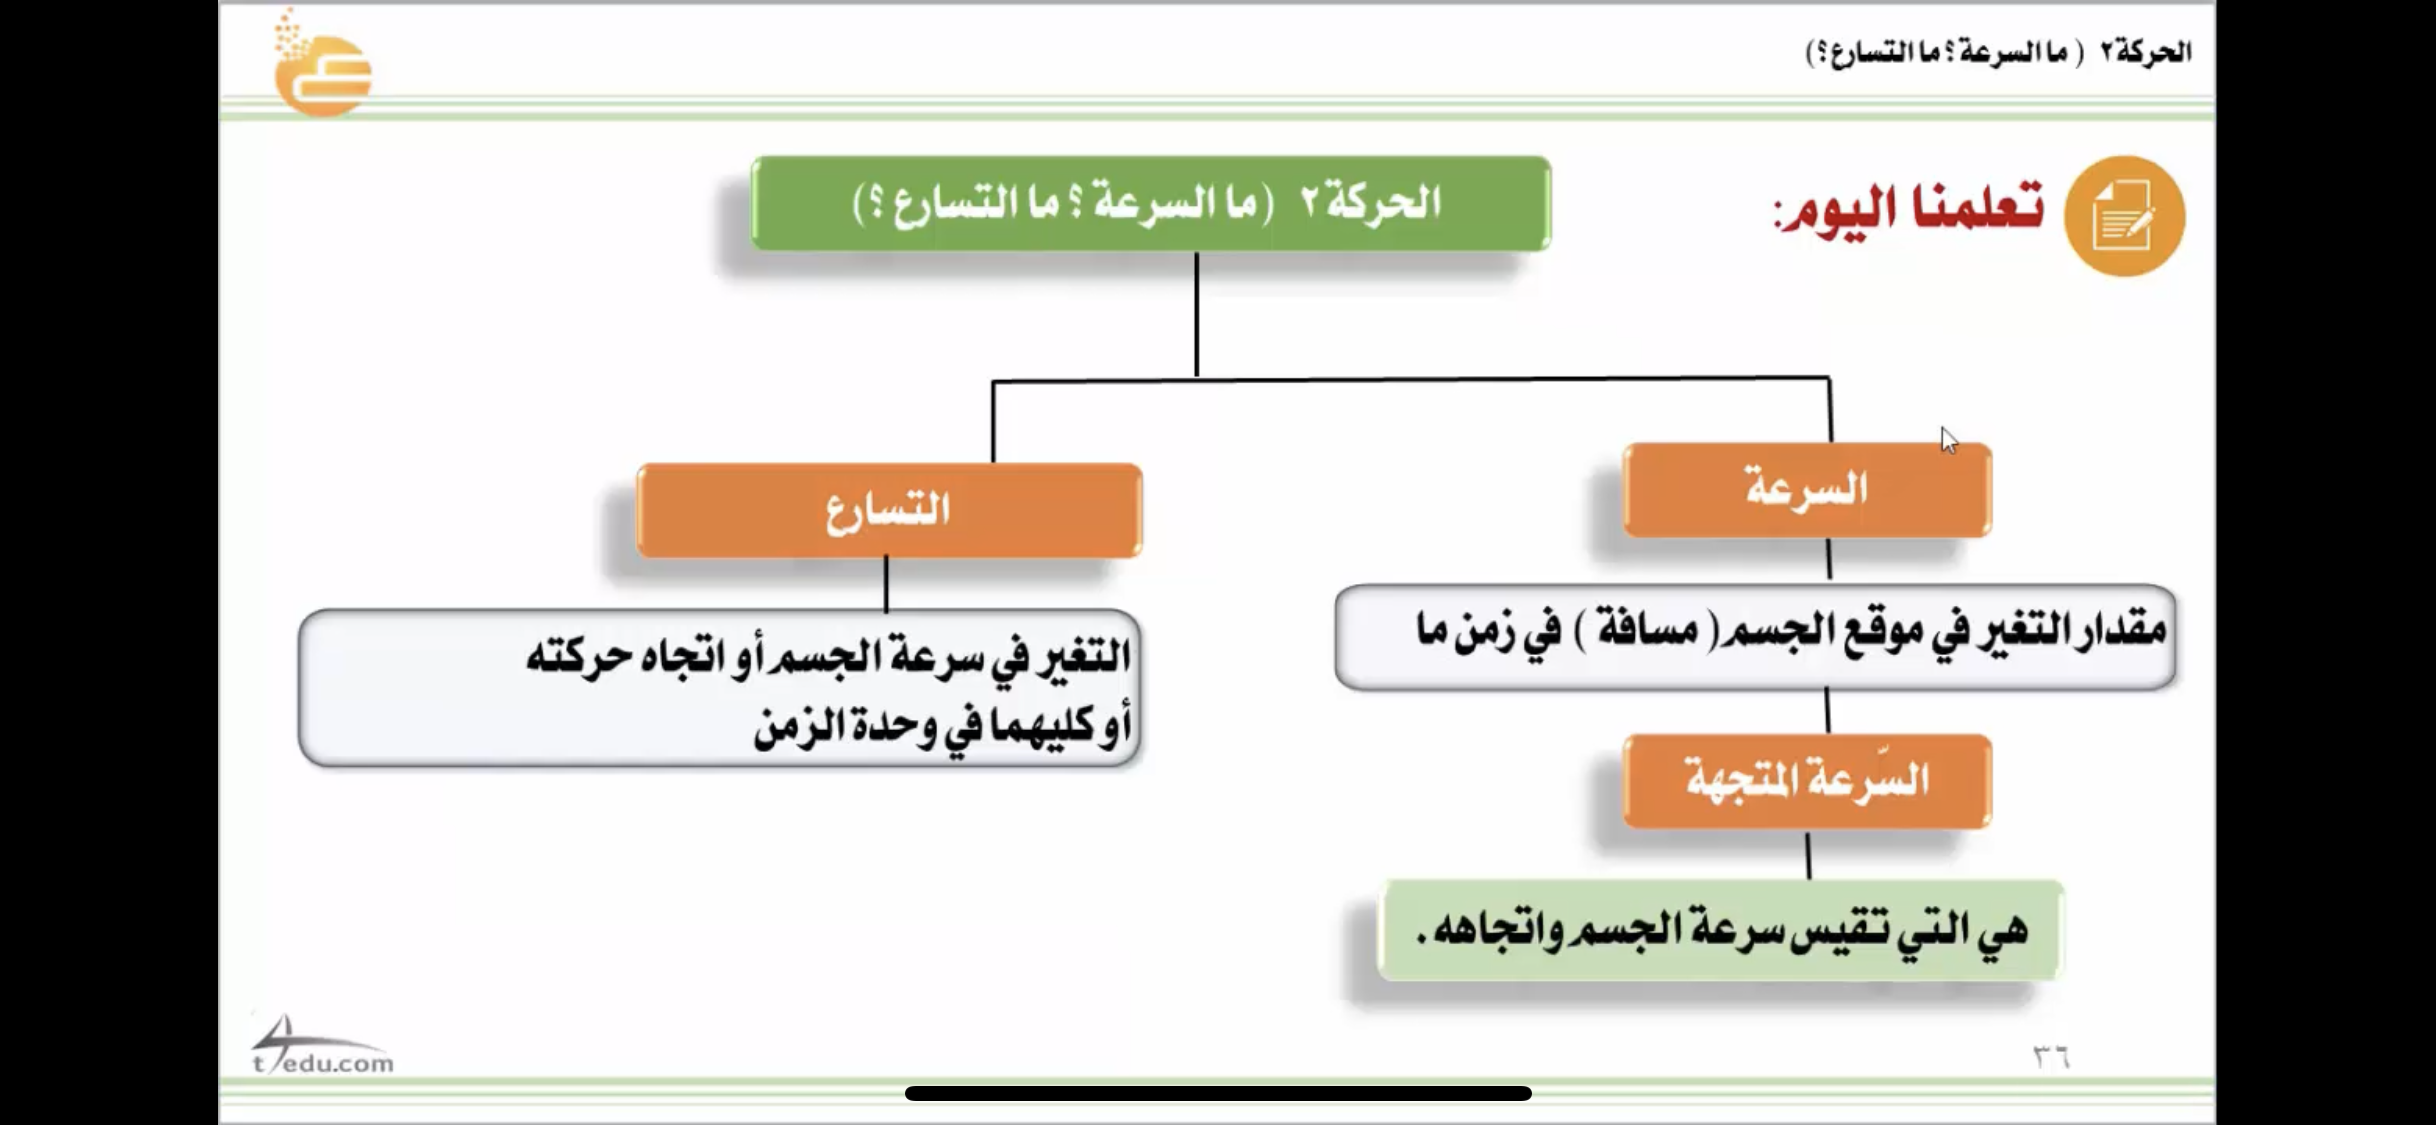 الحركة٢ ( ما السرعة؟ ما التسارع؟)
تعلمنا اليوم:
الحركة٢ (ما السرعة ؟ ما التسارع ؟)
السرعة
مقدار التغير في موقع الجسم( مسافة ) في زمن ما
السّرعة المتجهة
هي التي تقيس سرعة الجسم واتجاهه .
التسارع
التغير في سرعة الجسم أو اتجاه حركته
أو كليهما في وحدة الزمن
٣٦
t4edu.com